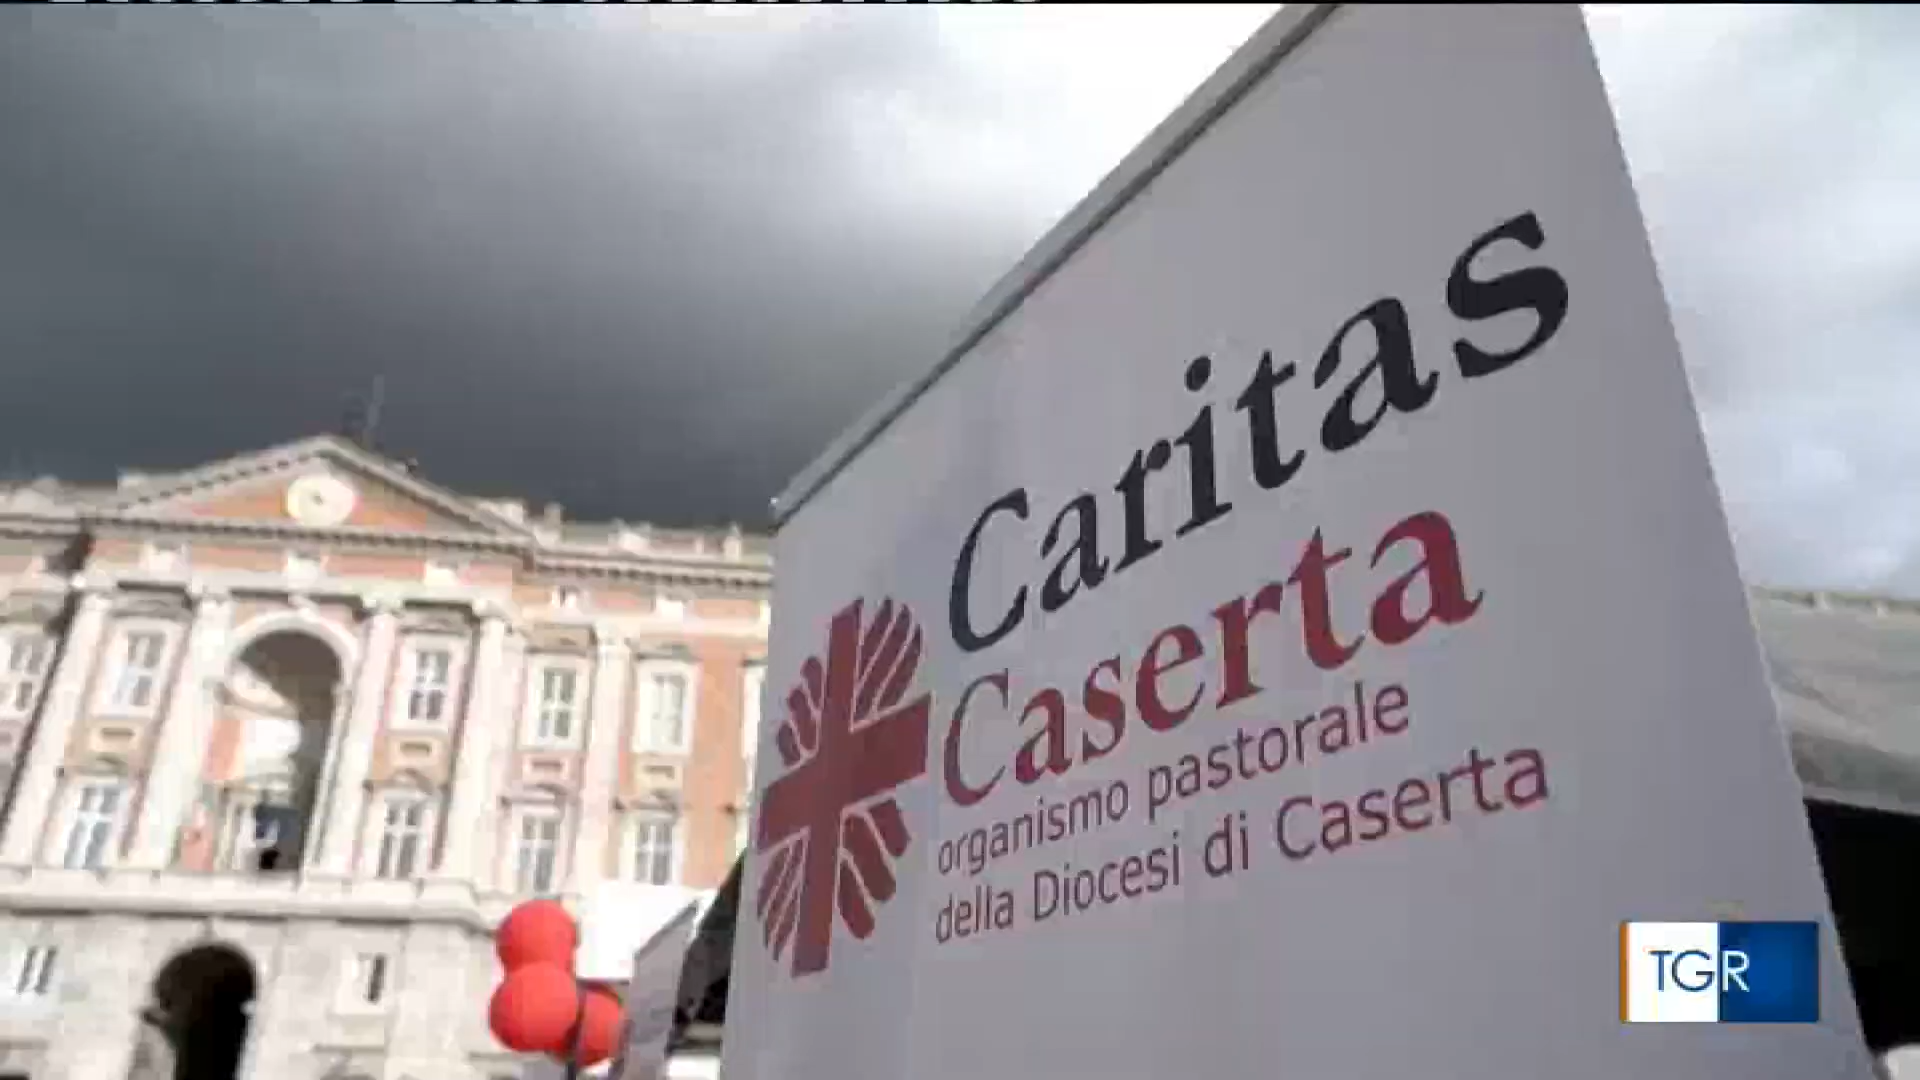 Caritas
Caserta
organismo pastorale
della Diocesi di Caserta
TGR